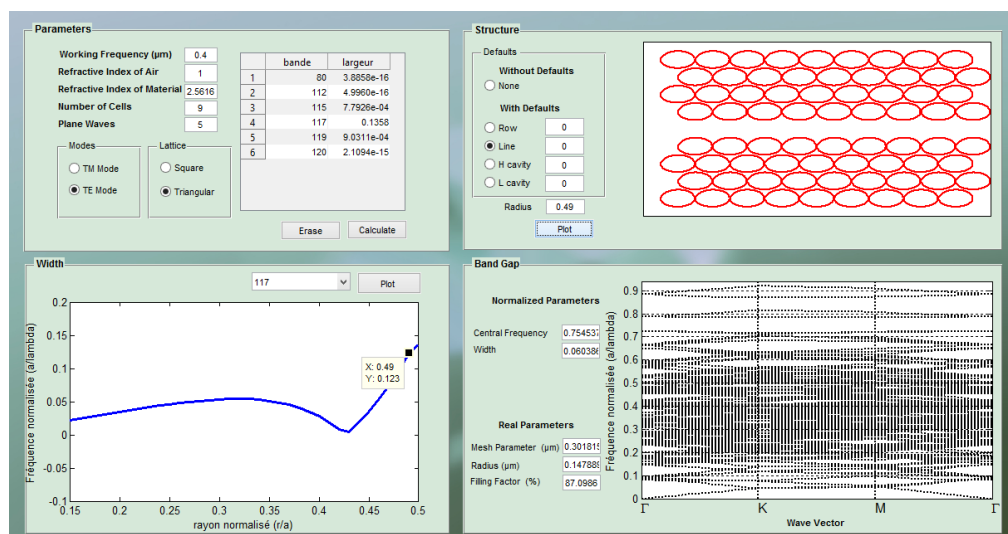 Parameters
Working Frequency (µm) 0.4
Refractive Index of Air 1
Refractive Index of Material 2.5616
Number of Cells 9
Plane Waves 5
Modes
TM Mode
TE Mode
Lattice
Square
Triangular
bande largeur
1 80 3.8858e-16
2 112 4.9960e-16
3 115 7.7926e-04
4 117 0.1358
5 119 9.0311e-04
6 120 2.1094e-15
Erase Calculate
Structure
Defaults
Without Defaults
None
With Defaults
Row 0
Line 0
H cavity 0
L cavity 0
Radius 0.49
Plot
Width
117 Plot
Fréquence normalisée (a/lambda)
0.2
0.15
0.1
0.05
0
-0.05
-0.1
X: 0.49
Y: 0.123
0.15 0.2 0.25 0.3 0.35 0.4 0.45 0.5
rayon normalisé (r/a)
Band Gap
Normalized Parameters
Central Frequency 0.754537
Width 0.060386
Real Parameters
Mesh Parameter (µm) 0.301815
Radius (µm) 0.147889
Filling Factor (%) 87.0986
Fréquence normalisée (a/lambda)
0.9
0.8
0.7
0.6
0.5
0.4
0.3
0.2
0.1
0
Γ K M Γ
Wave Vector